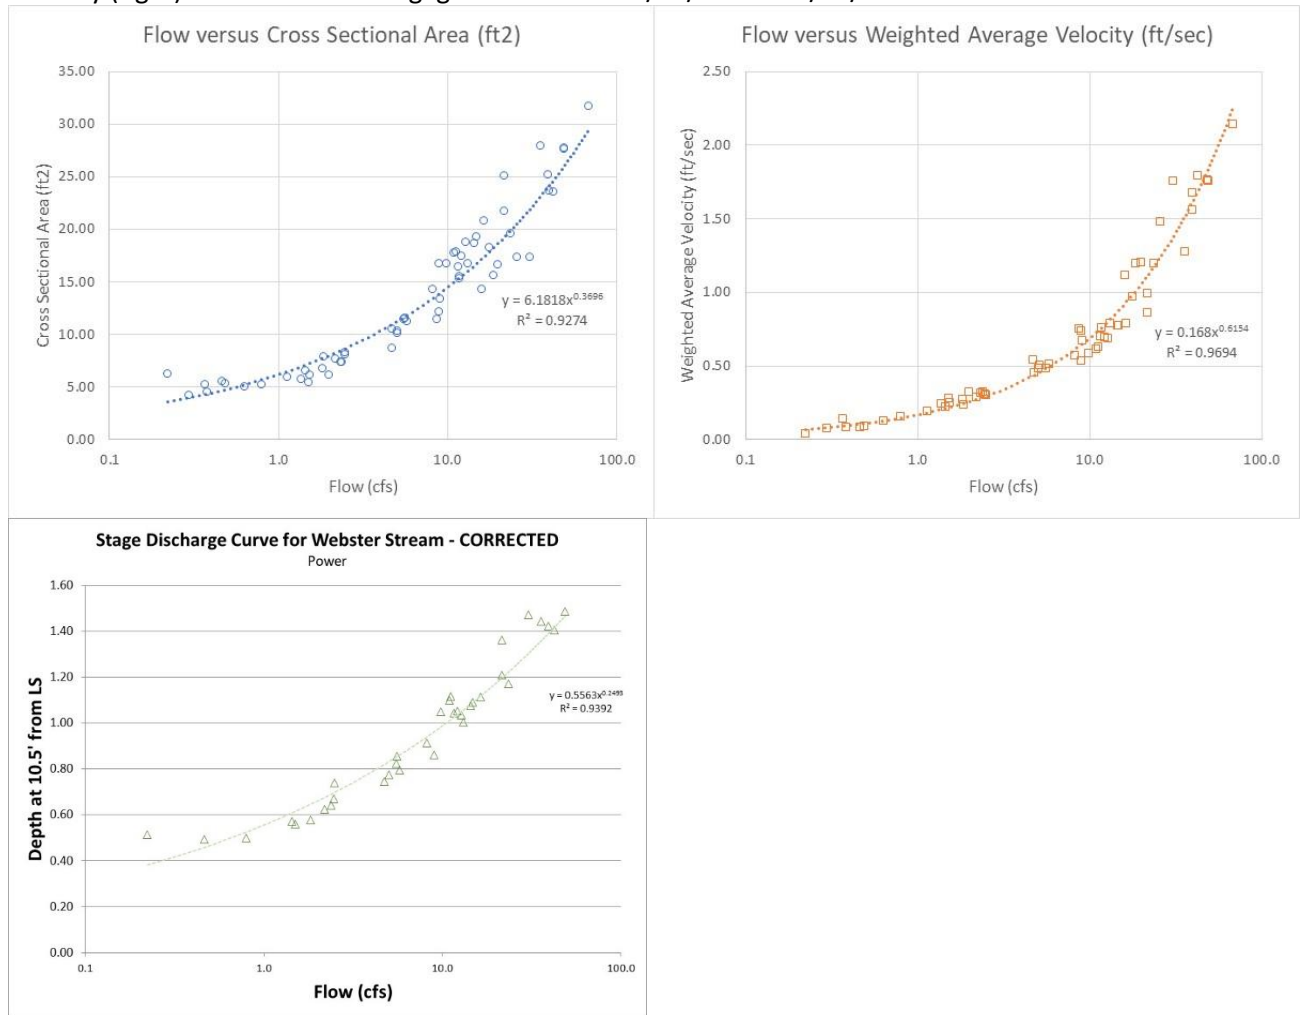 Flow versus Cross Sectional Area (ft2)
35.00
30.00
25.00
20.00
15.00
10.00
5.00
0.00
Cross Sectional Area (ft2)
y = 6.1818x^0.3696
R² = 0.9274
0.1 1.0 10.0 100.0
Flow (cfs)
Flow versus Weighted Average Velocity (ft/sec)
2.50
2.00
1.50
1.00
0.50
0.00
Weighted Average Velocity (ft/sec)
y = 0.168x^0.6154
R² = 0.9694
0.1 1.0 10.0 100.0
Flow (cfs)
Stage Discharge Curve for Webster Stream - CORRECTED
Power
1.60
1.40
1.20
1.00
0.80
0.60
0.40
0.20
0.00
Depth at 10.5' from LS
R² = 0.9392
0.1 1.0 10.0 100.0
Flow (cfs)